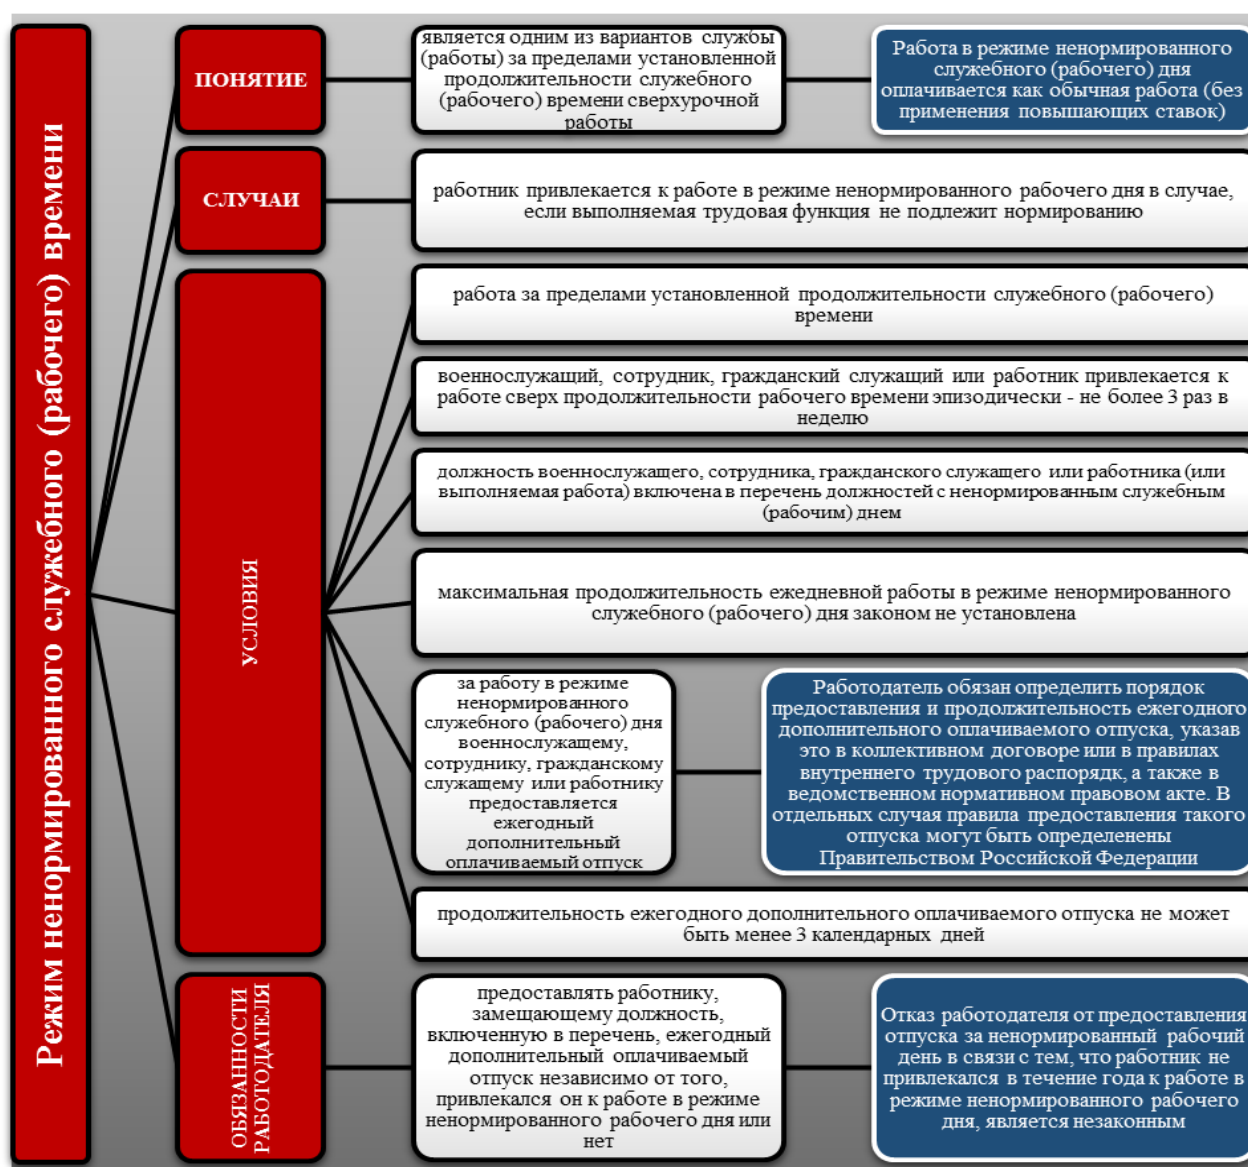 Режим ненормированного служебного (рабочего) времени
ПОНЯТИЕ
является одним из вариантов службы
(работы) за пределами установленной
продолжительности служебного
(рабочего) времени сверхурочной
работы
Работа в режиме ненормированного
служебного (рабочего) дня
оплачивается как обычная работа (без
применения повышающих ставок)
СЛУЧАИ
работник привлекается к работе в режиме ненормированного рабочего дня в случае,
если выполняемая трудовая функция не подлежит нормированию
УСЛОВИЯ
работа за пределами установленной продолжительности служебного (рабочего)
времени
военнослужащий, сотрудник, гражданский служащий или работник привлекается к
работе сверх продолжительности рабочего времени эпизодически - не более 3 раз в
неделю
должность военнослужащего, сотрудника, гражданского служащего или работника (или
выполняемая работа) включена в перечень должностей с ненормированным служебным
(рабочим) днем
максимальная продолжительность ежедневной работы в режиме ненормированного
служебного (рабочего) дня законом не установлена
за работу в режиме
ненормированного
служебного (рабочего) дня
военнослужащему,
сотруднику, гражданскому
служащему или работнику
предоставляется
ежегодный
дополнительный
оплачиваемый отпуск
Работодатель обязан определить порядок
предоставления и продолжительность ежегодного
дополнительного оплачиваемого отпуска, указав
это в коллективном договоре или в правилах
внутреннего трудового распорядк, а также в
ведомственном нормативном правовом акте. В
отдельных случая правила предоставления такого
отпуска могут быть определенены
Правительством Российской Федерации
продолжительность ежегодного дополнительного оплачиваемого отпуска не может
быть менее 3 календарных дней
ОБЯЗАННОСТИ
РАБОТОДАТЕЛЯ
предоставлять работнику,
замещающему должность,
включенную в перечень, ежегодный
дополнительный оплачиваемый
отпуск независимо от того,
привлекался он к работе в режиме
ненормированного рабочего дня или
нет
Отказ работодателя от предоставления
отпуска за ненормированный рабочий
день в связи с тем, что работник не
привлекался в течение года к работе в
режиме ненормированного рабочего
дня, является незаконным